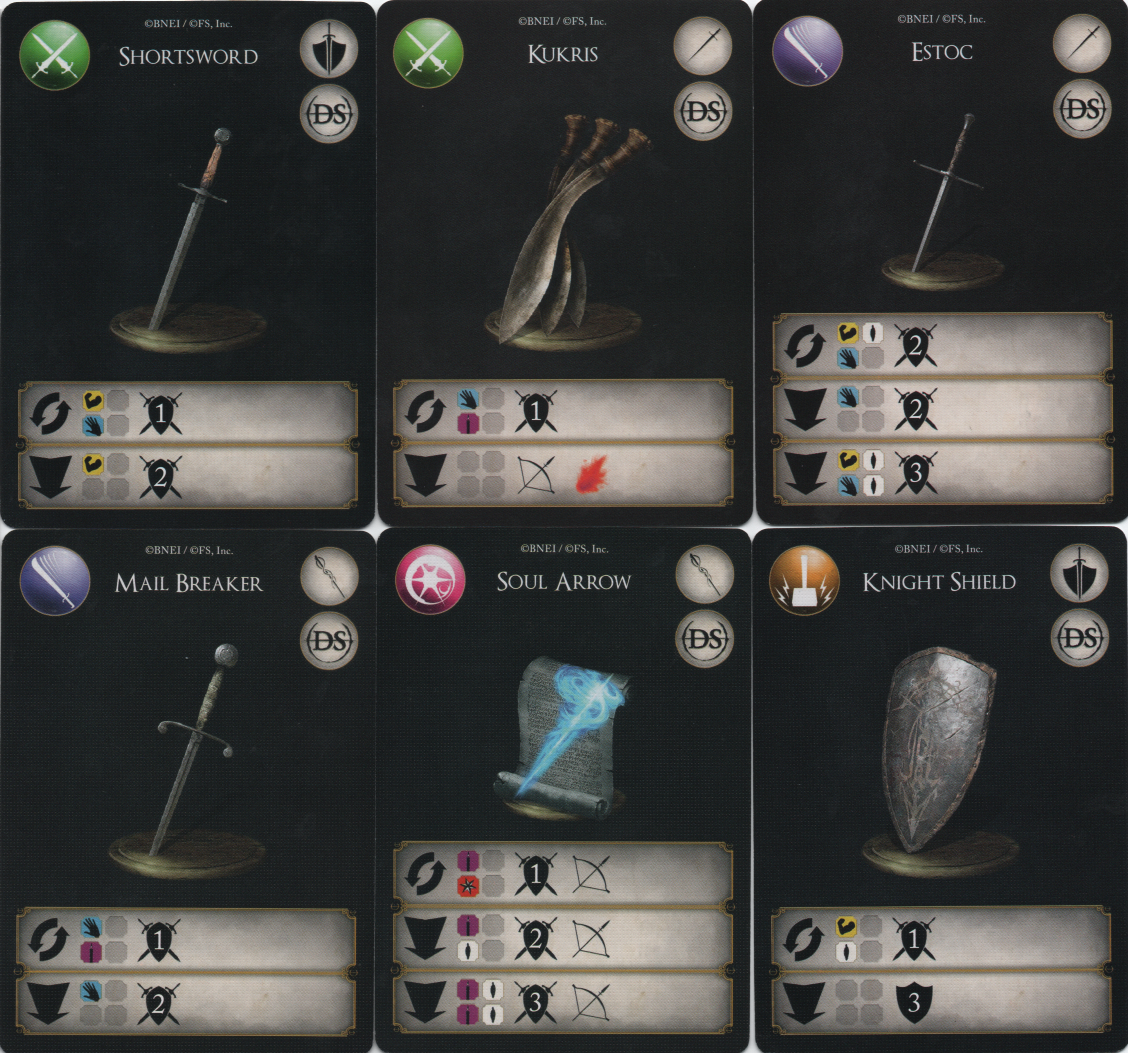 ©BNEI / ©FS, Inc.
SHORTSWORD
DS
1
2
©BNEI / ©FS, Inc.
KUKRIS
DS
1
©BNEI / ©FS, Inc.
ESTOC
DS
2
2
3
©BNEI / ©FS, Inc.
MAIL BREAKER
DS
1
2
©BNEI / ©FS, Inc.
SOUL ARROW
DS
1
2
3
©BNEI / ©FS, Inc.
KNIGHT SHIELD
DS
1
3